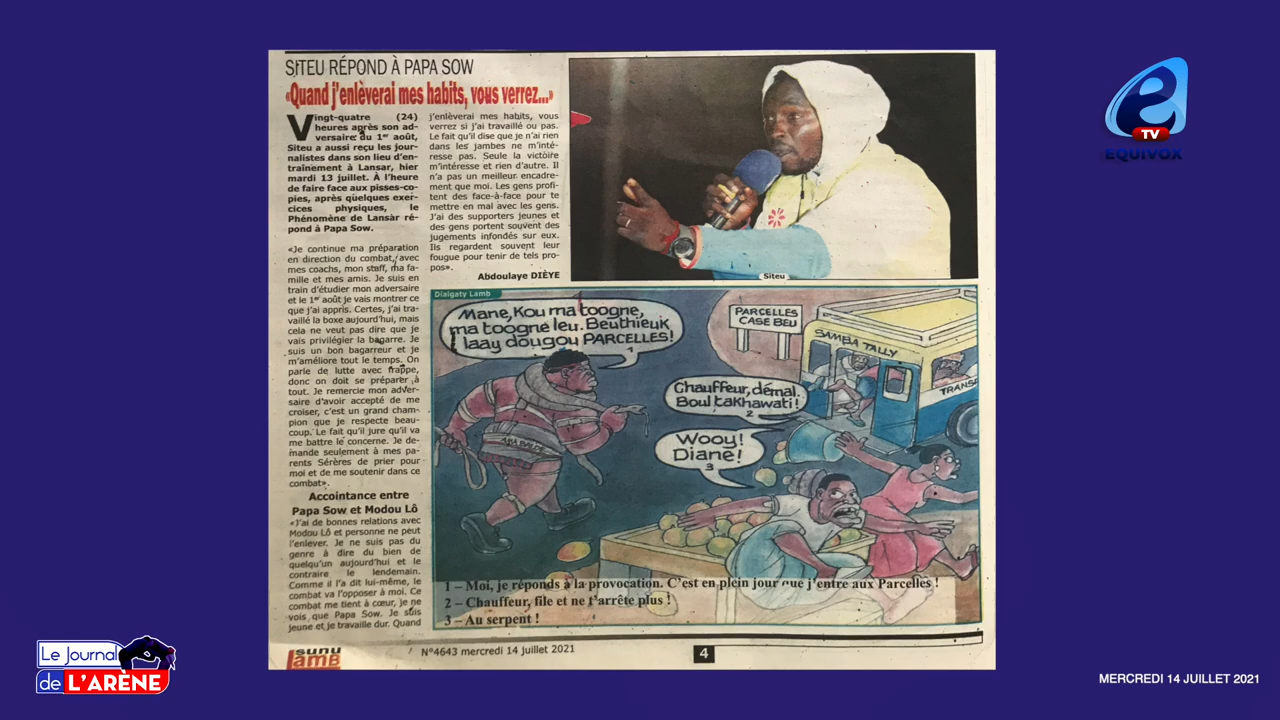 SITEU RÉPOND À PAPA SOW
«Quand j'enlèverai mes habits, vous verrez...»
Vingt-quatre (24)
heures après son ad-
versaire du 1er août,
Siteu a aussi reçu les jour-
nalistes dans son lieu d'en-
traînement à Lansar, hier
mardi 13 juillet. À l'heure
de faire face aux pisses-co-
pies, après quelques exer-
cices physiques, le
Phénomène de Lansar ré-
pond à Papa Sow.
«Je continue ma préparation
en direction du combat, avec
mes coachs, mon staff, ma fa-
mille et mes amis. Je suis en
train d'étudier mon adversaire
et le 1er août je vais montrer ce
que j'ai appris. Certes, j'ai tra-
vaillé la boxe aujourd'hui, mais
cela ne veut pas dire que je
vais privilégier la bagarre. Je
suis un bon bagarreur et je
m'améliore tout le temps. On
parle de lutte avec frappe,
donc on doit se préparer à
tout. Je remercie mon adver-
saire d'avoir accepté de me
croiser, c'est un grand cham-
pion que je respecte beau-
coup. Le fait qu'il jure qu'il va
me battre le concerne. Je de-
mande seulement à mes pa-
rents Sérères de prier pour
moi et de me soutenir dans ce
combat».
Accointance entre
Papa Sow et Modou Lô
«J'ai de bonnes relations avec
Modou Lô et personne ne peut
l'enlever. Je ne suis pas du
genre à dire du bien de
quelqu'un aujourd'hui et le
contraire le lendemain.
Comme il l'a dit lui-même, le
combat va l'opposer à moi. Ce
combat me tient à cœur, je ne
vois que Papa Sow. Je suis
jeune et je travaille dur. Quand
j'enlèverai mes habits, vous
verrez si j'ai travaillé ou pas.
Le fait qu'il dise que je n'ai rien
dans les jambes ne m'inté-
resse pas. Seule la victoire
m'intéresse et rien d'autre. Il
n'a pas un meilleur encadre-
ment que moi. Les gens profi-
tent des face-à-face pour te
mettre en mal avec les gens.
J'ai des supporters jeunes et
des gens portent souvent des
jugements infondés sur eux.
Ils regardent souvent leur
fougue pour tenir de tels pro-
pos».
Abdoulaye DIÈYE
Siteu
Dialgaty Lamb
Mane, Kou ma toogne,
ma toogne leu. Beuthieuk
laay dougou PARCELLES!
1
PARCELLES
CASE BEU
SAMBA TALLY
TRANSP
Chauffeur, démal.
Boul takhawati!
2
Wooy!
Diane!
3
1 – Moi, je réponds à la provocation. C'est en plein jour que j'entre aux Parcelles !
2 – Chauffeur, file et ne t'arrête plus !
3 – Au serpent !
sunu
lamb
N°4643 mercredi 14 juillet 2021
4
e
TV
EQUIVOX
Le Journal
de L'ARÈNE
MERCREDI 14 JUILLET 2021